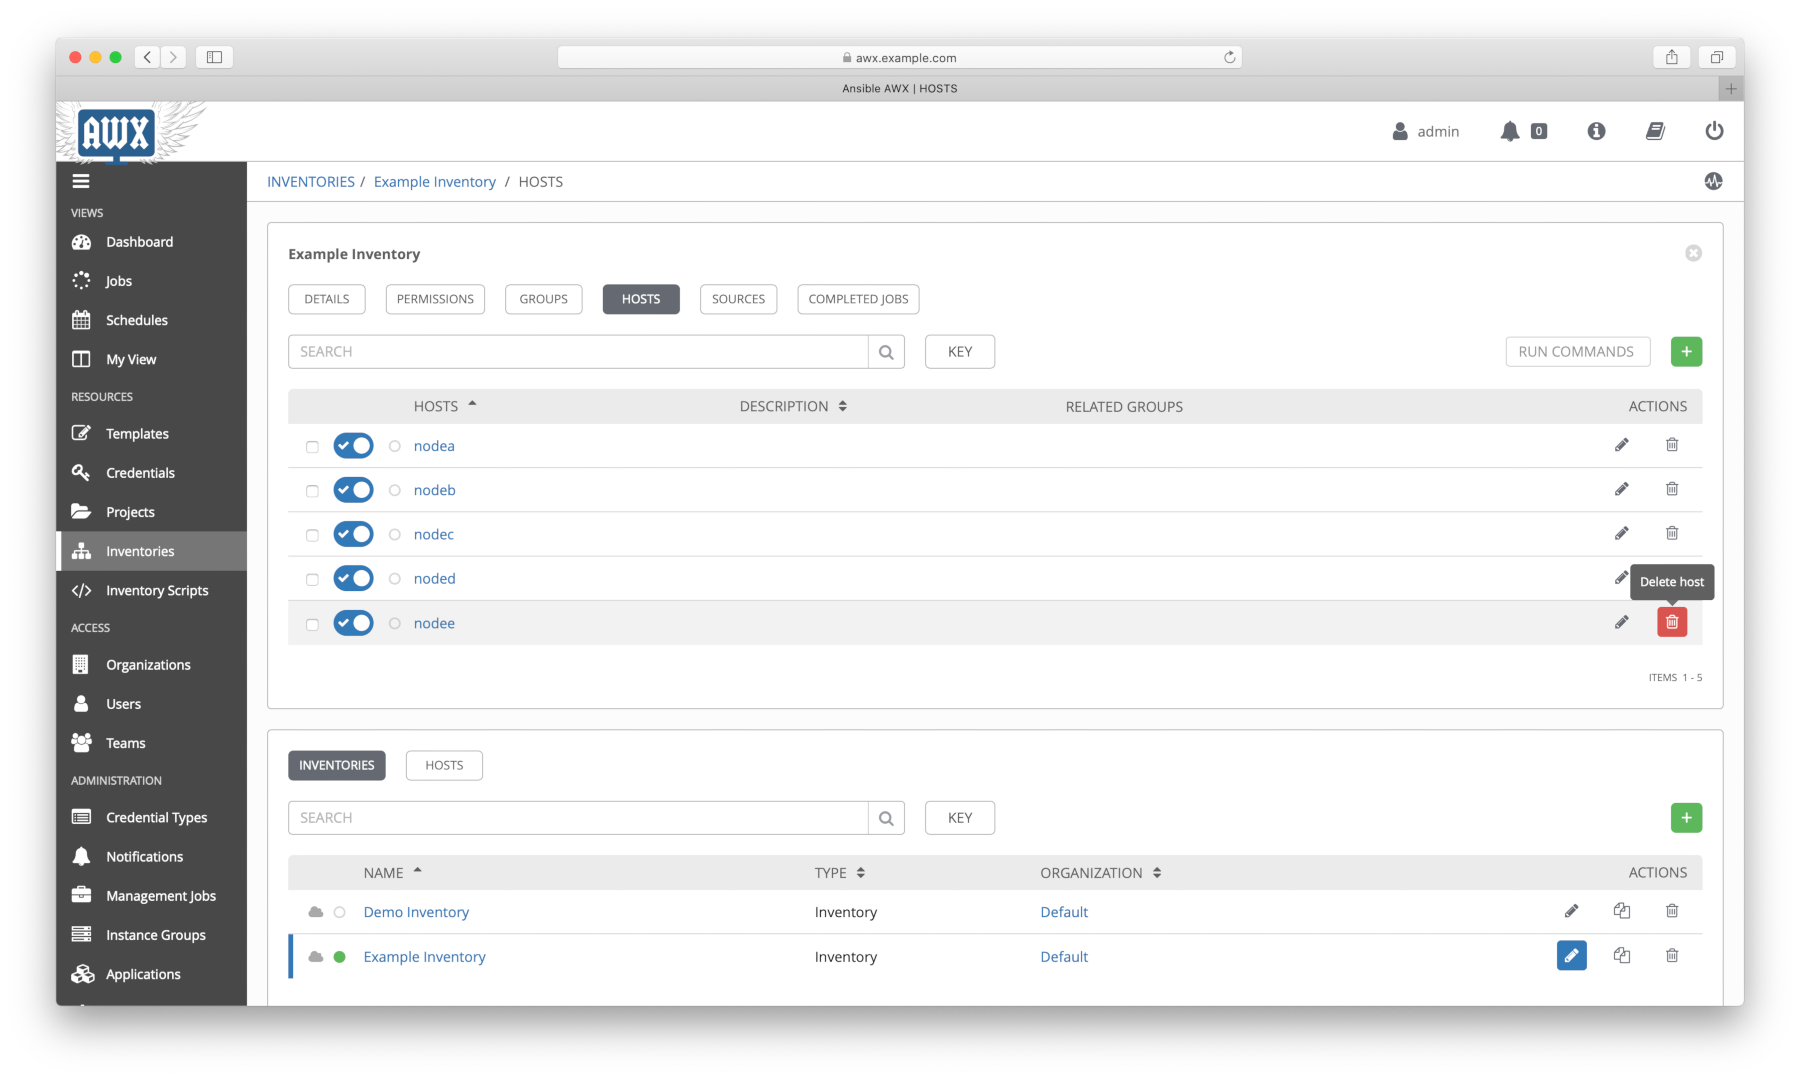 awx.example.com
Ansible AWX | HOSTS
AWX
admin
0
INVENTORIES / Example Inventory / HOSTS
VIEWS
Dashboard
Jobs
Schedules
My View
RESOURCES
Templates
Credentials
Projects
Inventories
Inventory Scripts
ACCESS
Organizations
Users
Teams
ADMINISTRATION
Credential Types
Notifications
Management Jobs
Instance Groups
Applications
Example Inventory
DETAILS PERMISSIONS GROUPS HOSTS SOURCES COMPLETED JOBS
SEARCH KEY RUN COMMANDS +
HOSTS DESCRIPTION RELATED GROUPS ACTIONS
nodea
nodeb
nodec
noded
Delete host
nodee
ITEMS 1 - 5
INVENTORIES HOSTS
SEARCH KEY +
NAME TYPE ORGANIZATION ACTIONS
Demo Inventory Inventory Default
Example Inventory Inventory Default